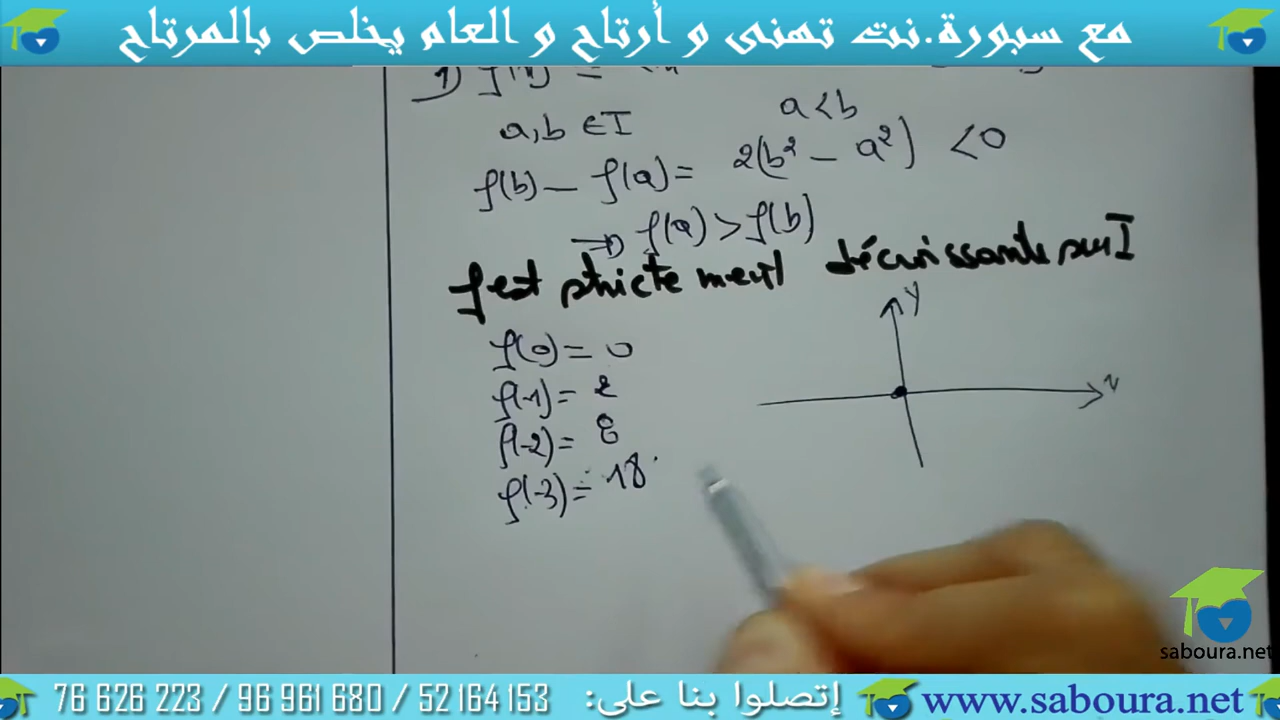 مع سبورة.نت تهنى و أرتاح و العام يخلص بالمرتاح
1) f(x) =
a,b ∈ I
a < b
f(b) – f(a) = 2(b² – a²) < 0
⇒ f(a) > f(b)
f est strictement décroissante sur I
f(0) = 0
f(-1) = 2
f(-2) = 8
f(-3) = 18
y
x
saboura.net
76 626 223 / 96 961 680 / 52 164 153 إتصلوا بنا على:
www.saboura.net